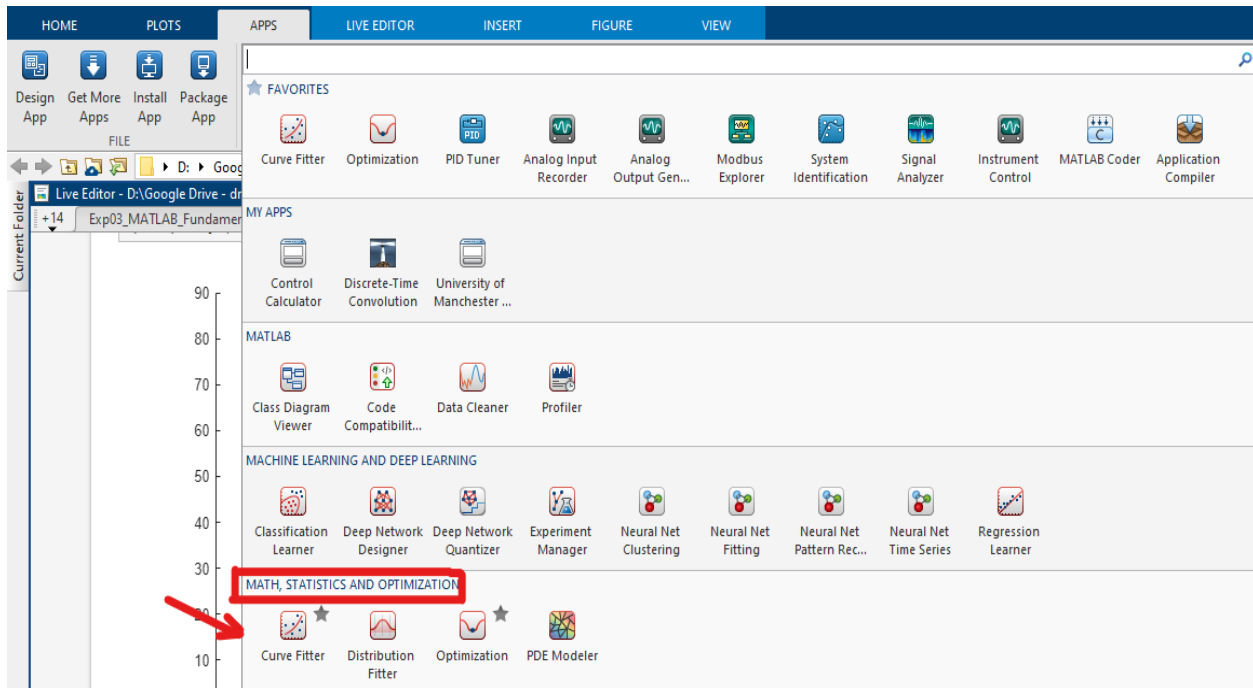 HOME PLOTS APPS LIVE EDITOR INSERT FIGURE VIEW
Design Get More Install Package
App Apps App App
FILE
D: Goog
Live Editor - D:\Google Drive - dr
+14 Exp03_MATLAB_Fundamen
Current Folder
90
80
70
60
50
40
30
20
10
FAVORITES
Curve Fitter Optimization PID Tuner Analog Input Analog Modbus System Signal Instrument MATLAB Coder Application
Recorder Output Gen... Explorer Identification Analyzer Control Compiler
MY APPS
Control Discrete-Time University of
Calculator Convolution Manchester ...
MATLAB
Class Diagram Code Data Cleaner Profiler
Viewer Compatibilit...
MACHINE LEARNING AND DEEP LEARNING
Classification Deep Network Deep Network Experiment Neural Net Neural Net Neural Net Neural Net Regression
Learner Designer Quantizer Manager Clustering Fitting Pattern Rec... Time Series Learner
MATH, STATISTICS AND OPTIMIZATION
Curve Fitter Distribution Optimization PDE Modeler
Fitter